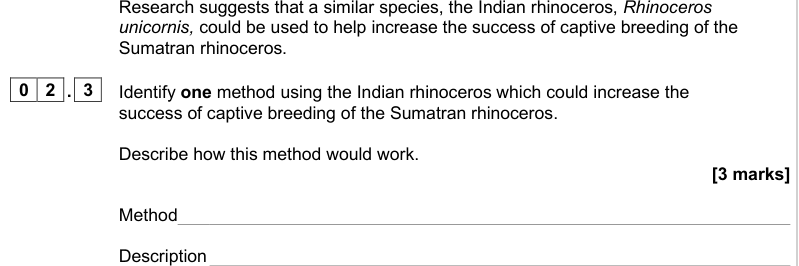 Research suggests that a similar species, the Indian rhinoceros, Rhinoceros
unicornis, could be used to help increase the success of captive breeding of the
Sumatran rhinoceros.
0 2 . 3 Identify one method using the Indian rhinoceros which could increase the
success of captive breeding of the Sumatran rhinoceros.
Describe how this method would work.
[3 marks]
Method
Description